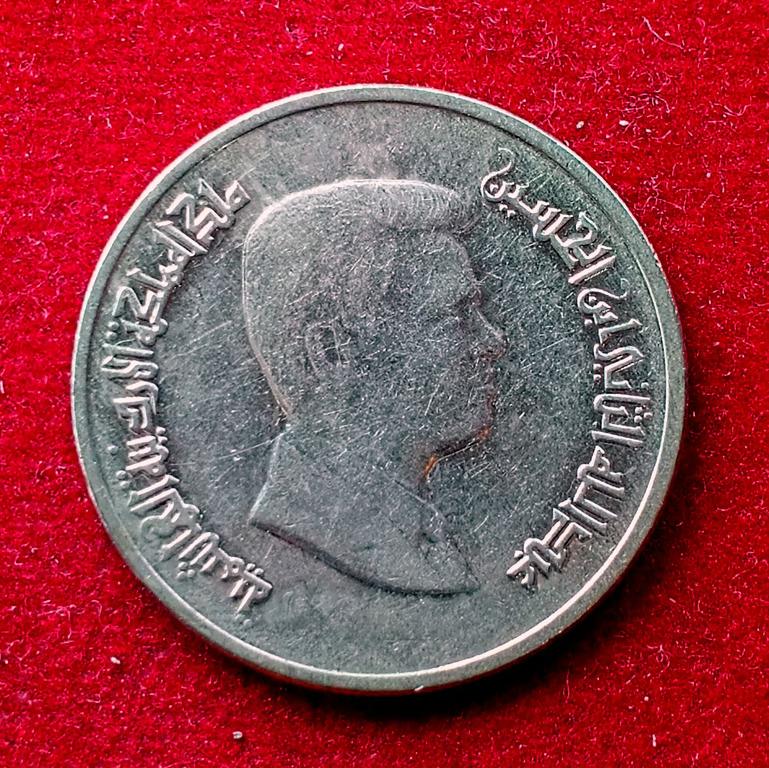 عبدالله الثاني ابن الحسين
ملك المملكة الاردنية الهاشمية